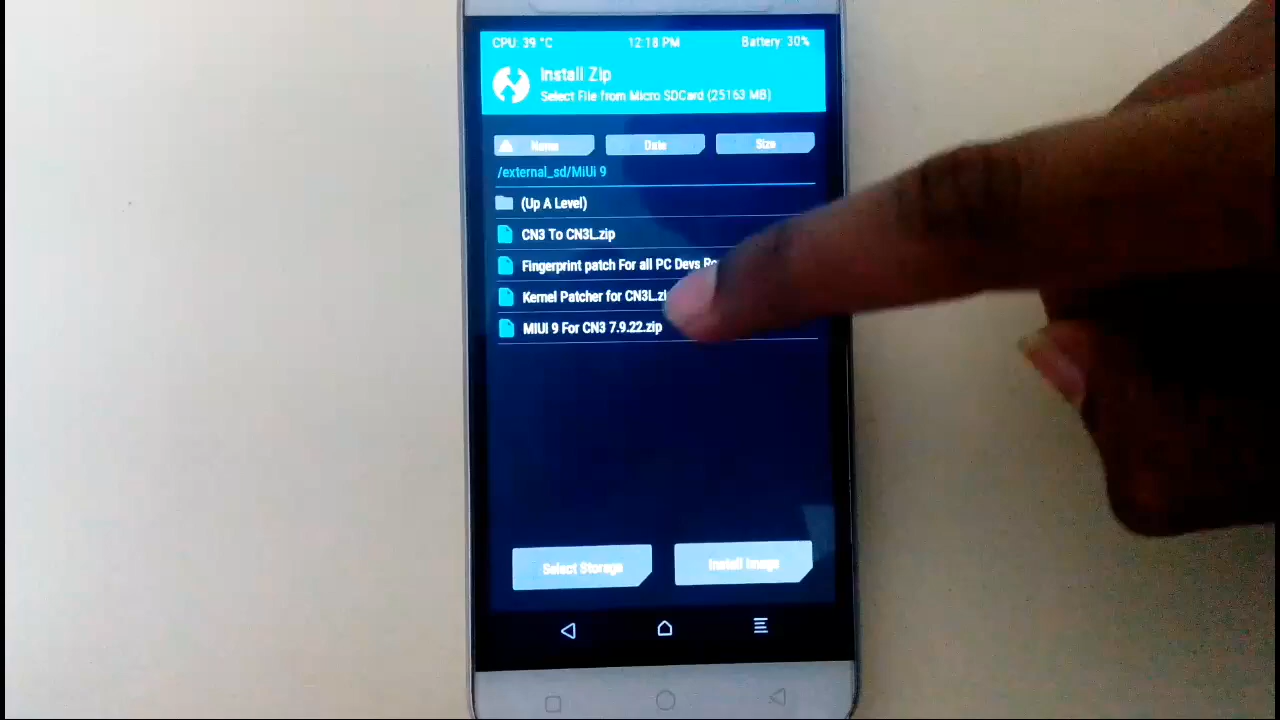 CPU: 39 °C 12:18 PM Battery: 30%
Install Zip
Select File from Micro SDCard (25163 MB)
Name Date Size
/external_sd/MiUi 9
(Up A Level)
CN3 To CN3L.zip
Fingerprint patch For all PC Devs
Kernel Patcher for CN3L.zi
MIUI 9 For CN3 7.9.22.zip
Select Storage Install Image